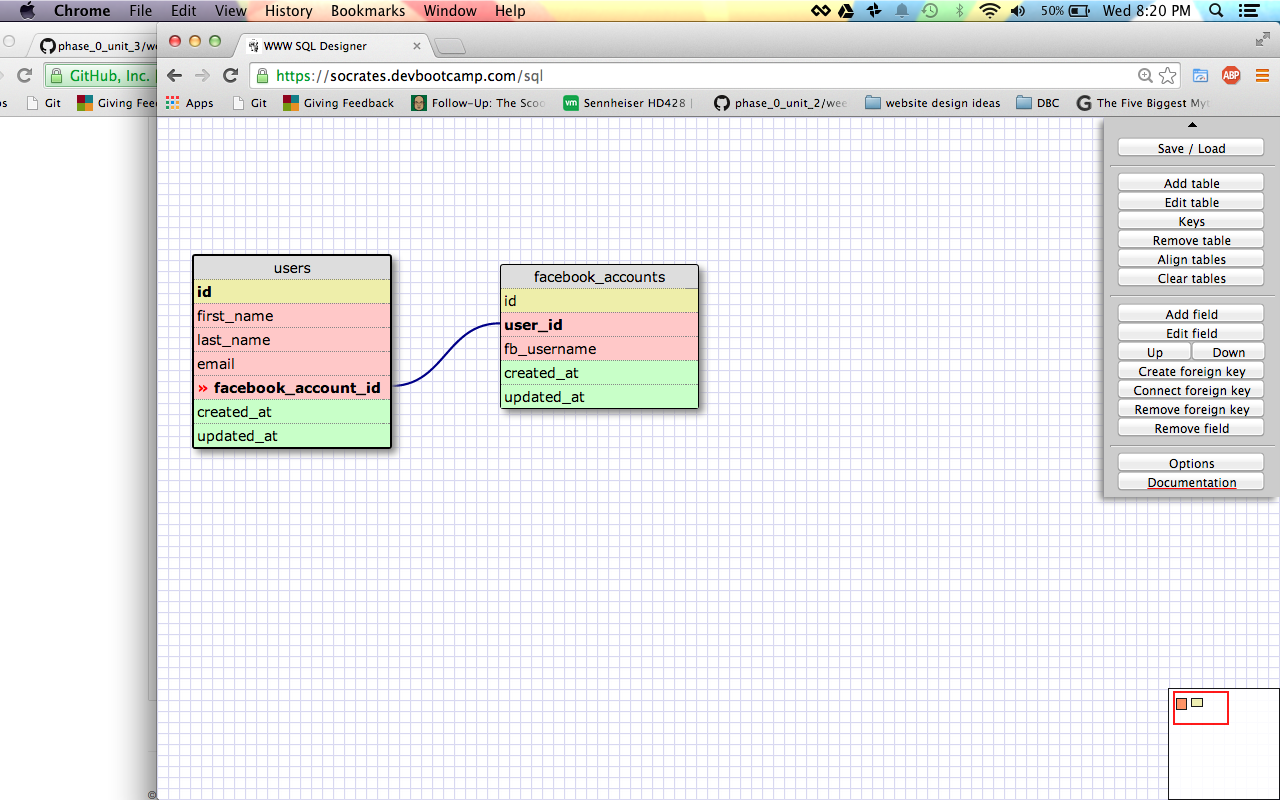 Chrome File Edit View History Bookmarks Window Help 50% Wed 8:20 PM
phase_0_unit_3/we
WWW SQL Designer
GitHub, Inc.
https://socrates.devbootcamp.com/sql
ABP
Git
Giving Fee
Apps
Git
Giving Feedback
Follow-Up: The Scoo
vm
Sennheiser HD428 |
phase_0_unit_2/wee
website design ideas
DBC
G
The Five Biggest Myt
Save / Load
Add table
Edit table
Keys
Remove table
Align tables
Clear tables
Add field
Edit field
Up Down
Create foreign key
Connect foreign key
Remove foreign key
Remove field
Options
Documentation
users
id
first_name
last_name
email
» facebook_account_id
created_at
updated_at
facebook_accounts
id
user_id
fb_username
created_at
updated_at
©